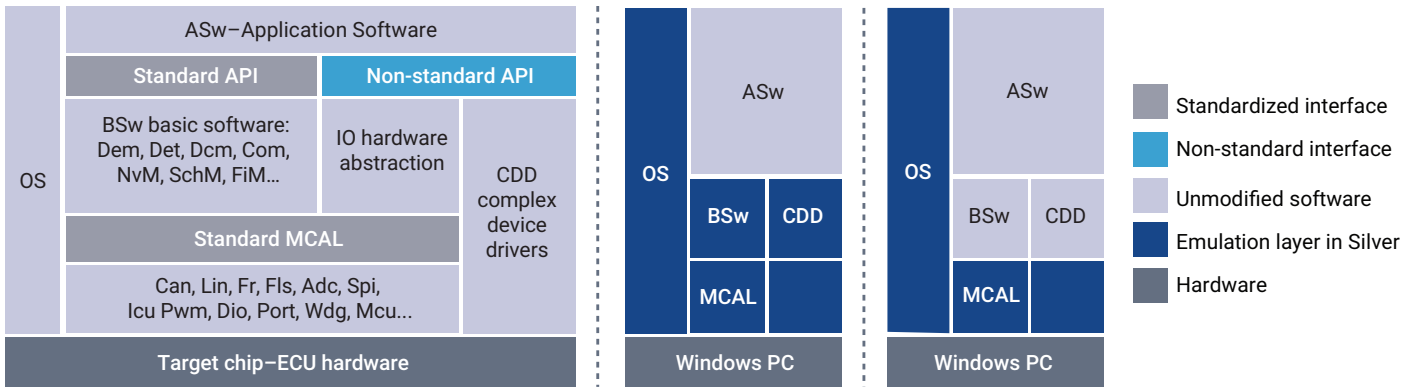 ASw–Application Software
Standard API
Non-standard API
OS
BSw basic software:
Dem, Det, Dcm, Com,
NvM, SchM, FiM...
IO hardware
abstraction
CDD
complex
device
drivers
Standard MCAL
Can, Lin, Fr, Fls, Adc, Spi,
Icu Pwm, Dio, Port, Wdg, Mcu...
Target chip–ECU hardware
OS
ASw
BSw
CDD
MCAL
Windows PC
OS
ASw
BSw
CDD
MCAL
Windows PC
Standardized interface
Non-standard interface
Unmodified software
Emulation layer in Silver
Hardware